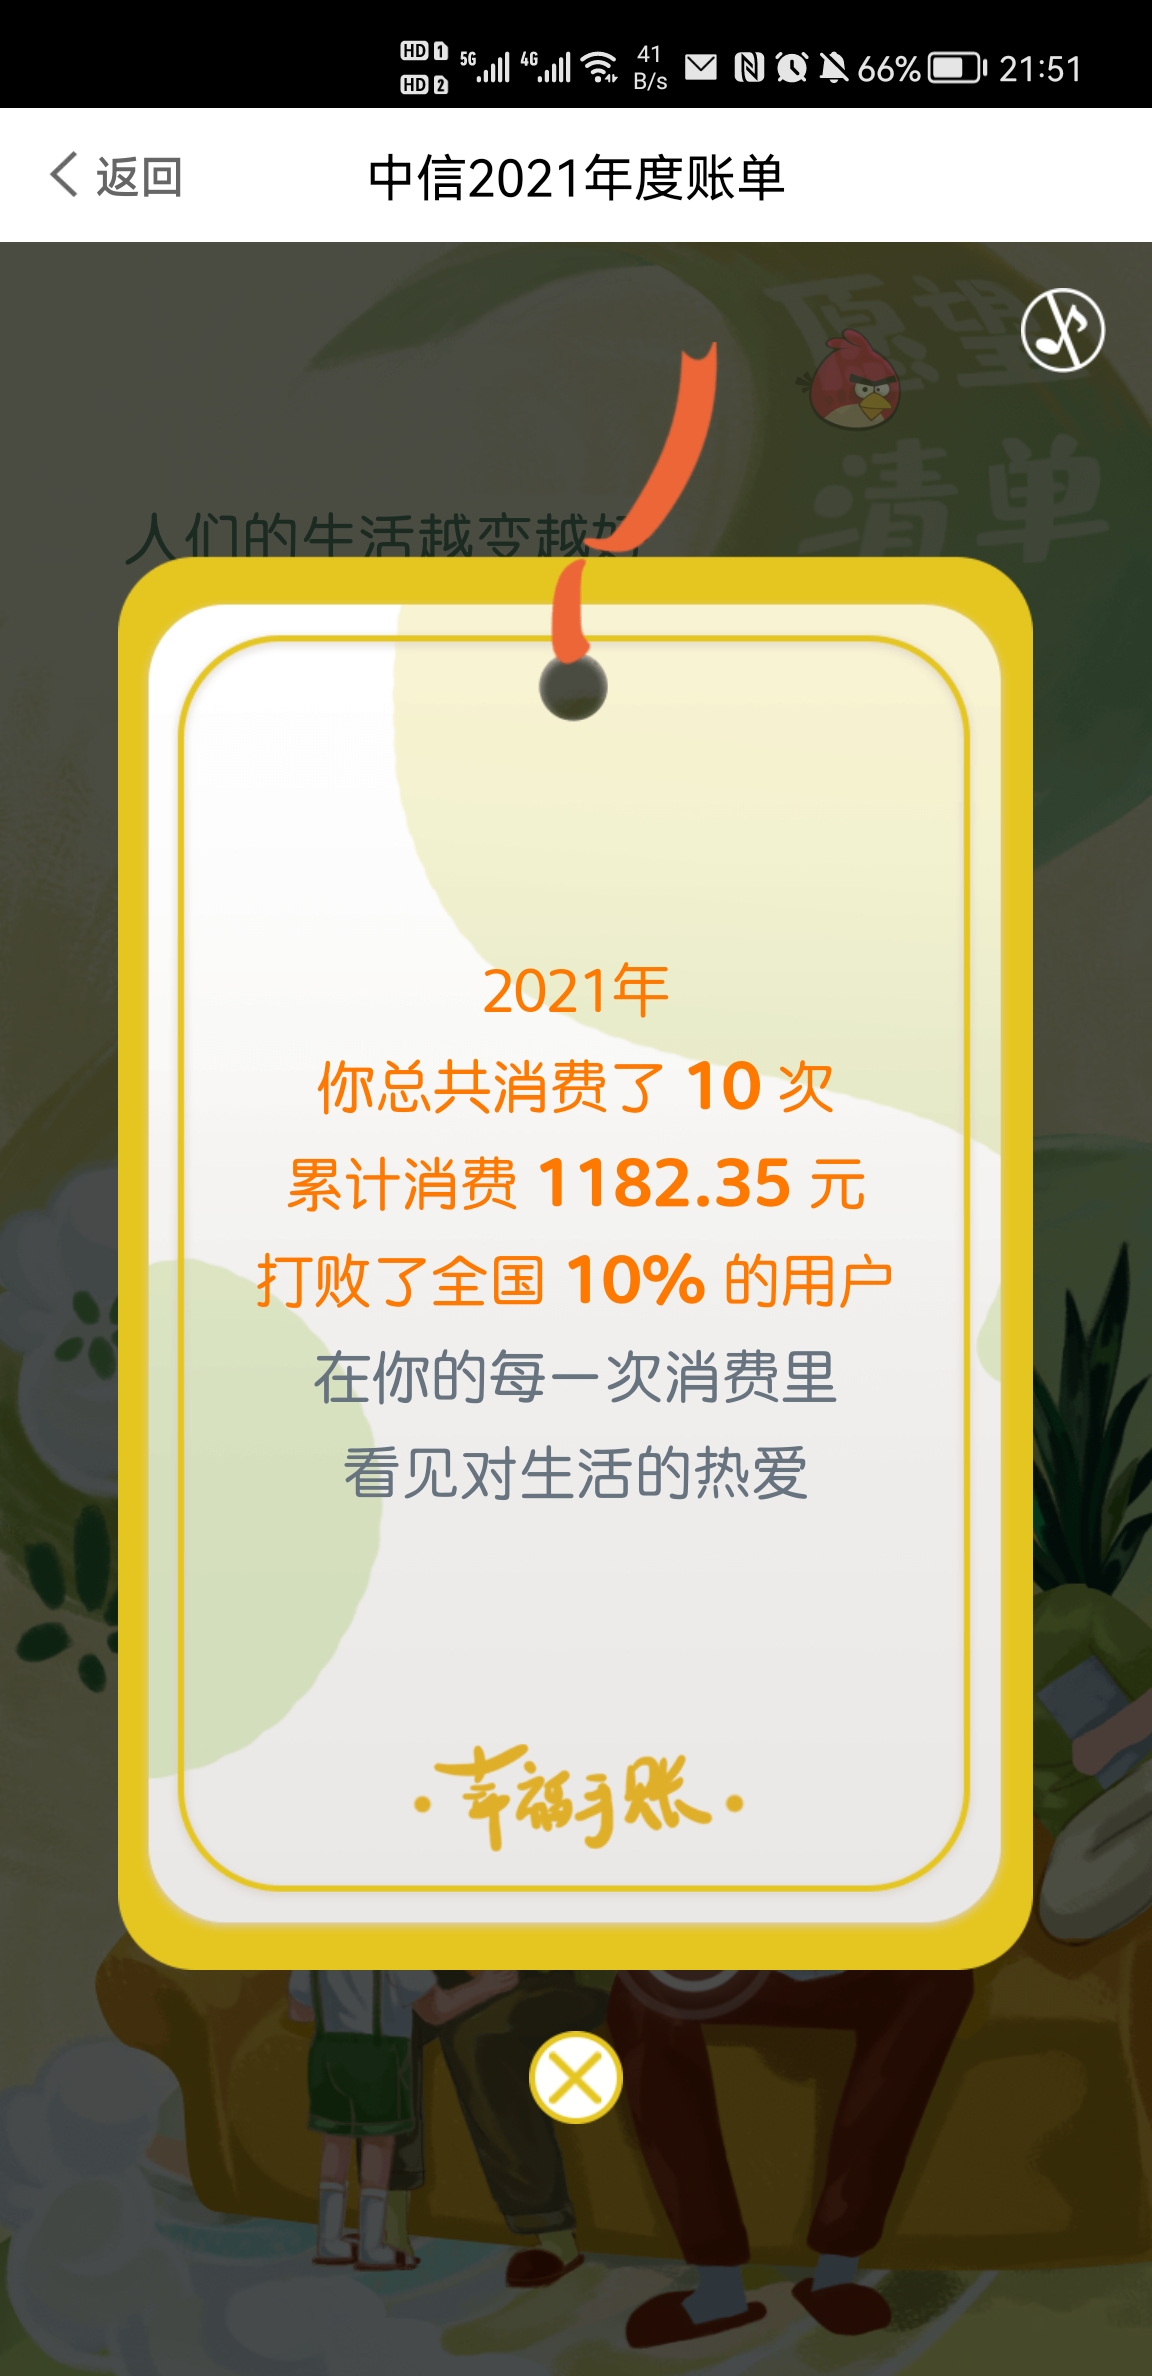 HD 1 5G 4G 41 66% 21:51
HD 2 B/s
返回 中信2021年度账单
愿望
清单
人们的生活越变越好
2021年
你总共消费了 10 次
累计消费 1182.35 元
打败了全国 10% 的用户
在你的每一次消费里
看见对生活的热爱
·幸福手账·